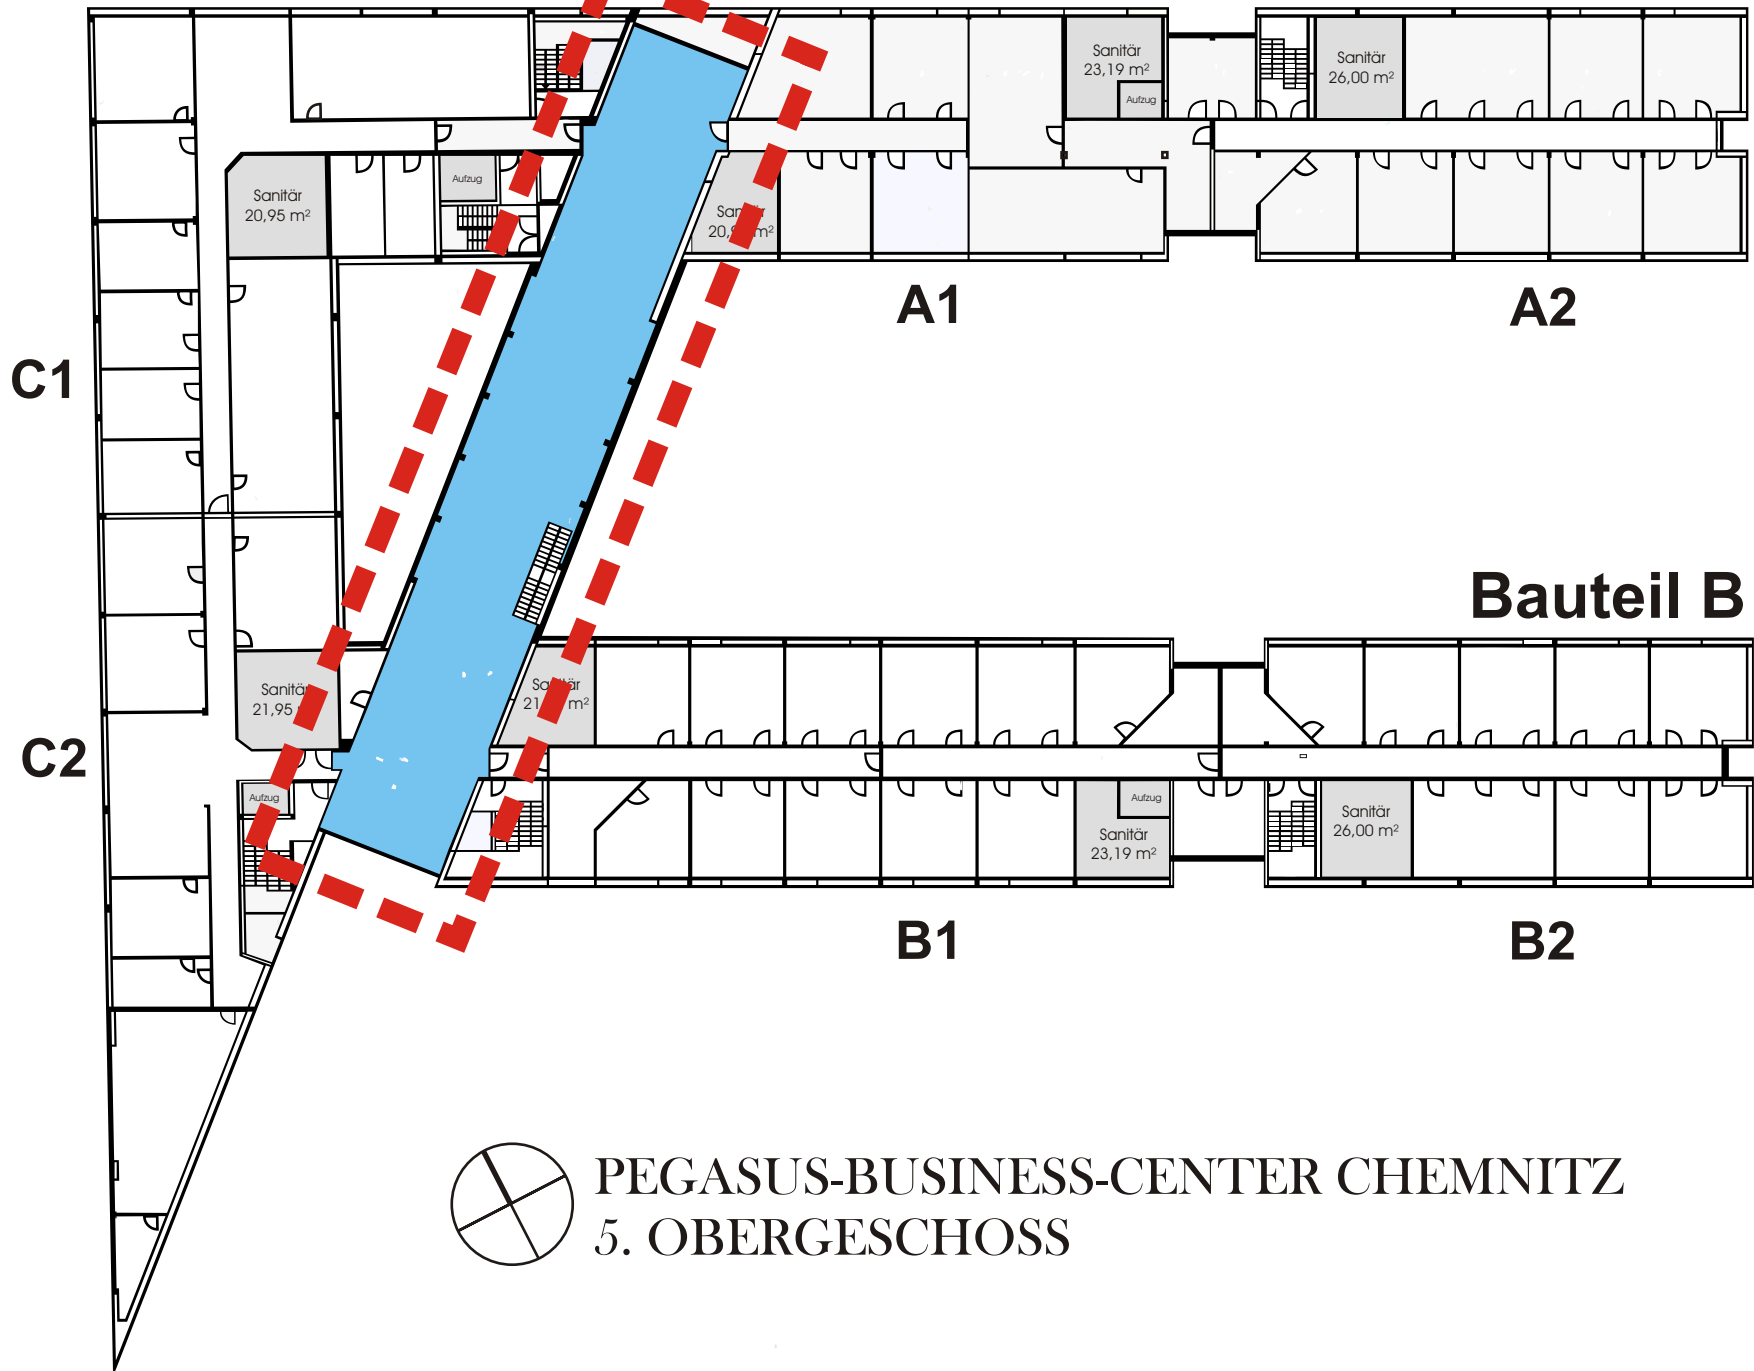 Sanitär
23,19 m²
Aufzug
Sanitär
26,00 m²
Aufzug
Sanitär
20,95 m²
A1
A2
C1
Bauteil B
Sanitär
21,95
C2
Aufzug
Aufzug
Sanitär
23,19 m²
Sanitär
26,00 m²
B1
B2
PEGASUS-BUSINESS-CENTER CHEMNITZ
5. OBERGESCHOSS